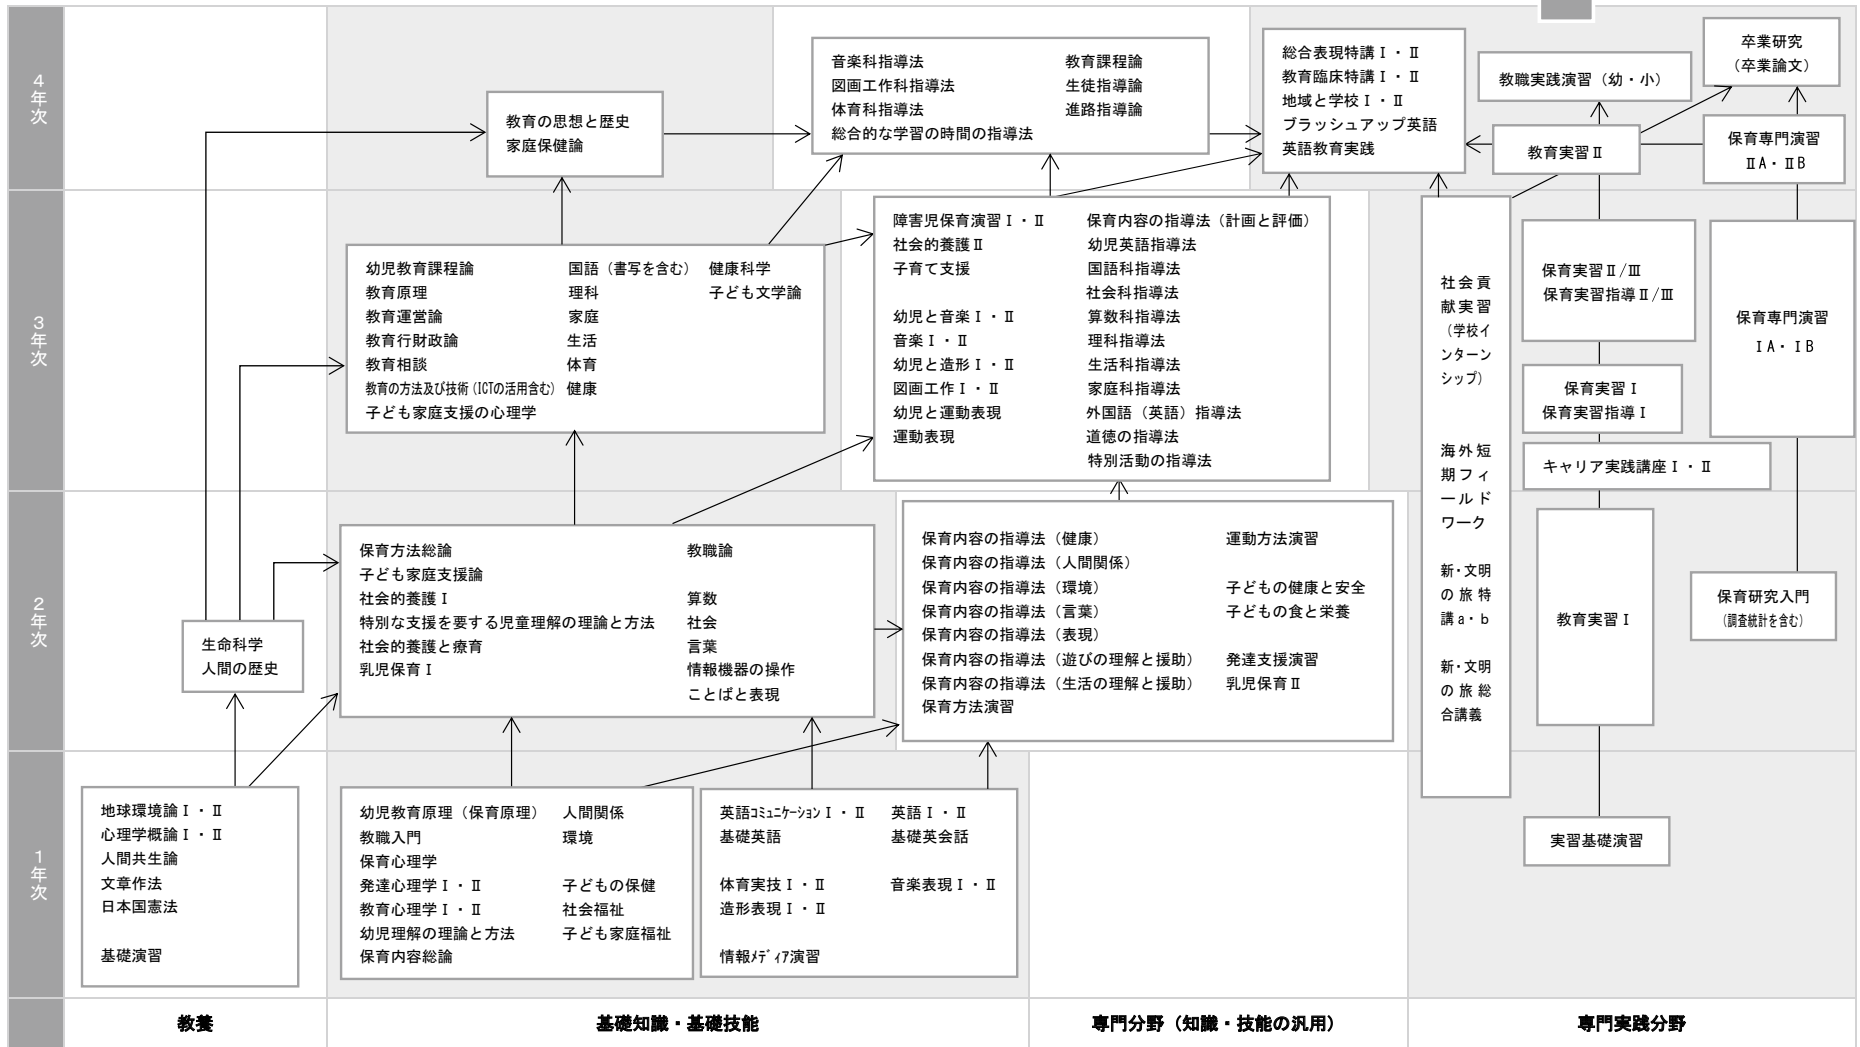 4年次
音楽科指導法 教育課程論
図画工作科指導法 生徒指導論
体育科指導法 進路指導論
総合的な学習の時間の指導法
教育の思想と歴史
家庭保健論
総合表現特講Ⅰ・Ⅱ
教育臨床特講Ⅰ・Ⅱ
地域と学校Ⅰ・Ⅱ
ブラッシュアップ英語
英語教育実践
教職実践演習(幼・小)
卒業研究
(卒業論文)
教育実習Ⅱ
保育専門演習
ⅡA・ⅡB
3年次
幼児教育課程論 国語(書写を含む) 健康科学
教育原理 理科 子ども文学論
教育運営論 家庭
教育行財政論 生活
教育相談 体育
教育の方法及び技術(ICTの活用含む) 健康
子ども家庭支援の心理学
障害児保育演習Ⅰ・Ⅱ 保育内容の指導法(計画と評価)
社会的養護Ⅱ 幼児英語指導法
子育て支援 国語科指導法
社会科指導法
幼児と音楽Ⅰ・Ⅱ 算数科指導法
音楽Ⅰ・Ⅱ 理科指導法
幼児と造形Ⅰ・Ⅱ 生活科指導法
図画工作Ⅰ・Ⅱ 家庭科指導法
幼児と運動表現 外国語(英語)指導法
運動表現 道徳の指導法
特別活動の指導法
社会貢
献実習
(学校イ
ンターン
シップ)
海外短
期フィ
ールド
ワーク
新・文明
の旅特
講a・b
新・文明
の旅総
合講義
保育実習Ⅱ/Ⅲ
保育実習指導Ⅱ/Ⅲ
保育実習Ⅰ
保育実習指導Ⅰ
キャリア実践講座Ⅰ・Ⅱ
保育専門演習
ⅠA・ⅠB
2年次
生命科学
人間の歴史
保育方法総論 教職論
子ども家庭支援論
社会的養護Ⅰ 算数
特別な支援を要する児童理解の理論と方法 社会
社会的養護と療育 言葉
乳児保育Ⅰ 情報機器の操作
ことばと表現
保育内容の指導法(健康) 運動方法演習
保育内容の指導法(人間関係)
保育内容の指導法(環境) 子どもの健康と安全
保育内容の指導法(言葉) 子どもの食と栄養
保育内容の指導法(表現)
保育内容の指導法(遊びの理解と援助) 発達支援演習
保育内容の指導法(生活の理解と援助) 乳児保育Ⅱ
保育方法演習
教育実習Ⅰ
保育研究入門
(調査統計を含む)
1年次
地球環境論Ⅰ・Ⅱ
心理学概論Ⅰ・Ⅱ
人間共生論
文章作法
日本国憲法
基礎演習
幼児教育原理(保育原理) 人間関係
教職入門 環境
保育心理学
発達心理学Ⅰ・Ⅱ 子どもの保健
教育心理学Ⅰ・Ⅱ 社会福祉
幼児理解の理論と方法 子ども家庭福祉
保育内容総論
英語ｺﾐｭﾆｹｰｼｮﾝⅠ・Ⅱ 英語Ⅰ・Ⅱ
基礎英語 基礎英会話
体育実技Ⅰ・Ⅱ 音楽表現Ⅰ・Ⅱ
造形表現Ⅰ・Ⅱ
情報ﾒﾃﾞｨｱ演習
実習基礎演習
教養 基礎知識・基礎技能 専門分野(知識・技能の汎用) 専門実践分野